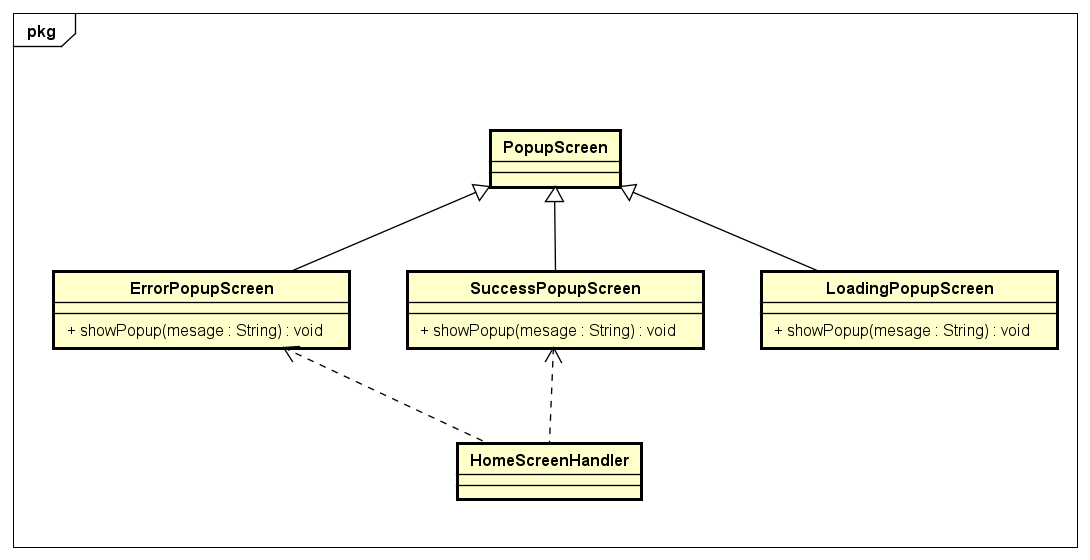 pkg
PopupScreen
ErrorPopupScreen
+ showPopup(mesage : String) : void
SuccessPopupScreen
+ showPopup(mesage : String) : void
LoadingPopupScreen
+ showPopup(mesage : String) : void
HomeScreenHandler